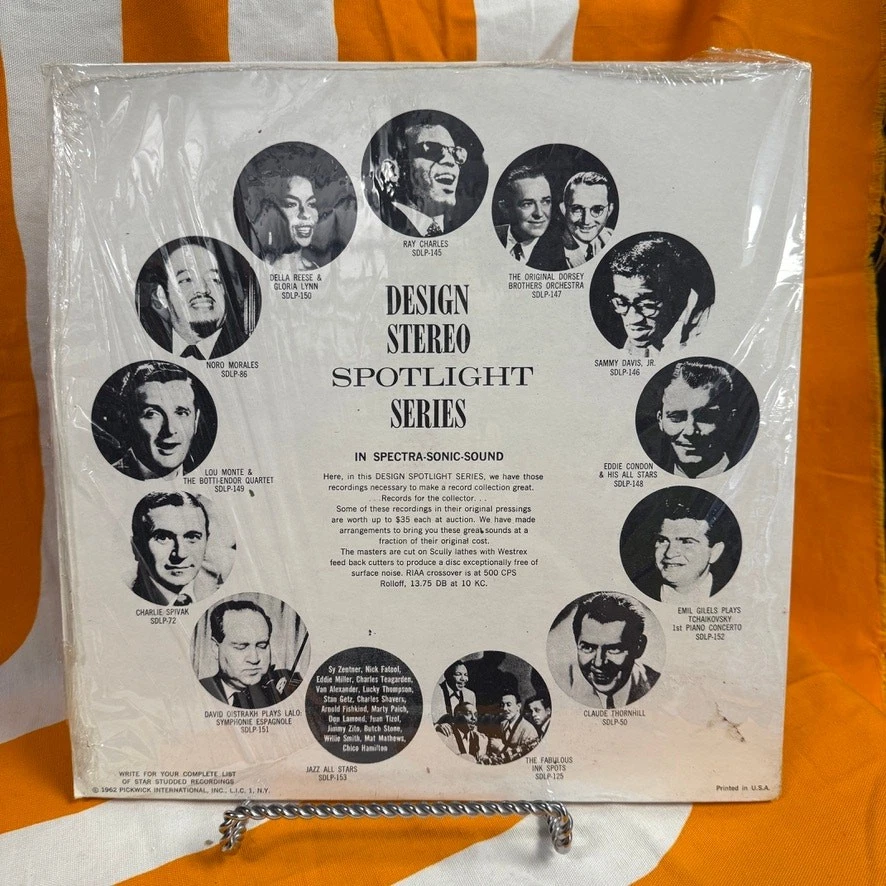 RAY CHARLES
SDLP-145
DELLA REESE &
GLORIA LYNN
SDLP-150
THE ORIGINAL DORSEY
BROTHERS ORCHESTRA
SDLP-147
NORO MORALES
SDLP-86
SAMMY DAVIS, JR.
SDLP-146
DESIGN
STEREO
SPOTLIGHT
SERIES
IN SPECTRA-SONIC-SOUND
Here, in this DESIGN SPOTLIGHT SERIES, we have those
recordings necessary to make a record collection great.
. . . Records for the collector. . .
Some of these recordings in their original pressings
are worth up to $35 each at auction. We have made
arrangements to bring you these great sounds at a
fraction of their original cost.
The masters are cut on Scully lathes with Westrex
feed back cutters to produce a disc exceptionally free of
surface noise. RIAA crossover is at 500 CPS
Rolloff, 13.75 DB at 10 KC.
LOU MONTE &
THE BOTTI-ENDOR QUARTET
SDLP-149
EDDIE CONDON
& HIS ALL STARS
SDLP-148
CHARLIE SPIVAK
SDLP-72
EMIL GILELS PLAYS
TCHAIKOVSKY
1st PIANO CONCERTO
SDLP-152
DAVID OISTRAKH PLAYS LALO:
SYMPHONIE ESPAGNOLE
SDLP-151
CLAUDE THORNHILL
SDLP-50
Sy Zentner, Nick Fatool,
Eddie Miller, Charles Teagarden,
Van Alexander, Lucky Thompson,
Stan Getz, Charles Shavers,
Arnold Fishkind, Marty Paich,
Don Lamond, Juan Tizol,
Jimmy Zito, Butch Stone,
Willie Smith, Mat Mathews,
Chico Hamilton
JAZZ ALL STARS
SDLP-153
THE FABULOUS
INK SPOTS
SDLP-125
WRITE FOR YOUR COMPLETE LIST
OF STAR STUDDED RECORDINGS
© 1962 PICKWICK INTERNATIONAL, INC., L.I.C. 1, N.Y.
Printed in U.S.A.